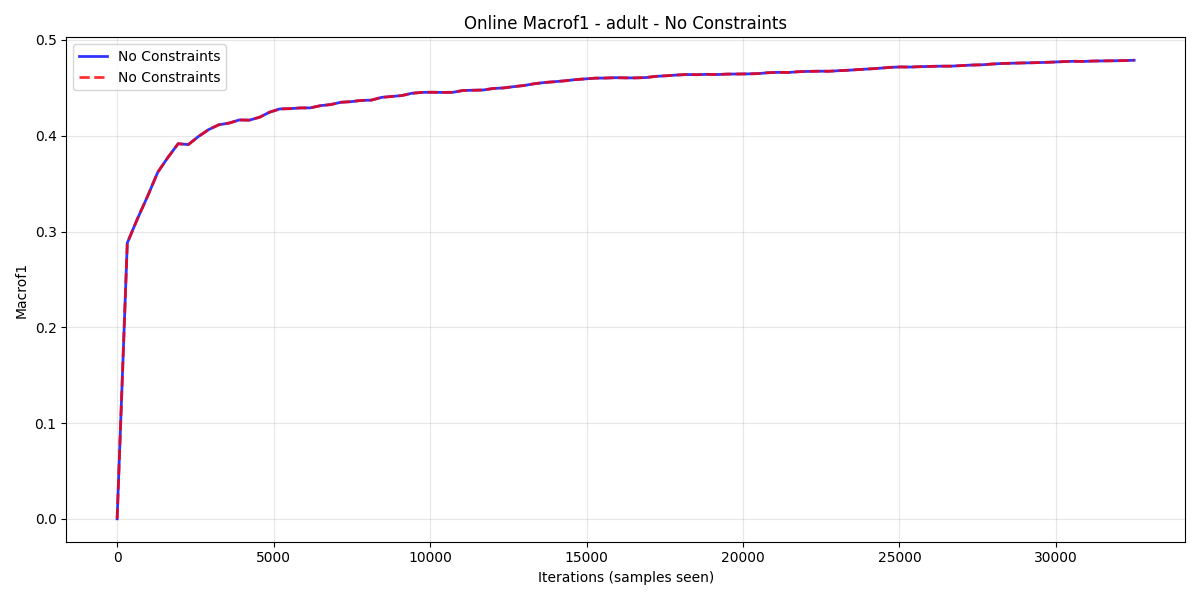 Online Macrof1 - adult - No Constraints
No Constraints
No Constraints
0.5
0.4
0.3
0.2
0.1
0.0
Macrof1
0 5000 10000 15000 20000 25000 30000
Iterations (samples seen)